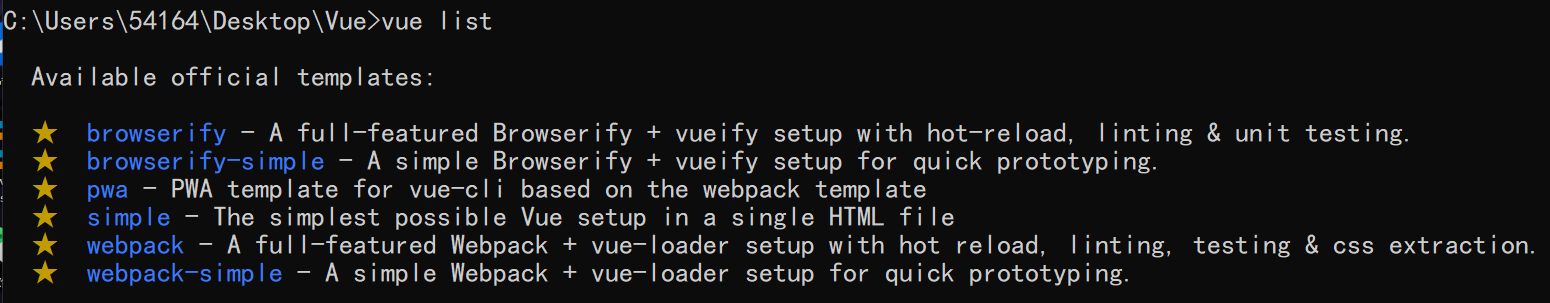 C:\Users\54164\Desktop\Vue>vue list
Available official templates:
★ browserify - A full-featured Browserify + vueify setup with hot-reload, linting & unit testing.
★ browserify-simple - A simple Browserify + vueify setup for quick prototyping.
★ pwa - PWA template for vue-cli based on the webpack template
★ simple - The simplest possible Vue setup in a single HTML file
★ webpack - A full-featured Webpack + vue-loader setup with hot reload, linting, testing & css extraction.
★ webpack-simple - A simple Webpack + vue-loader setup for quick prototyping.